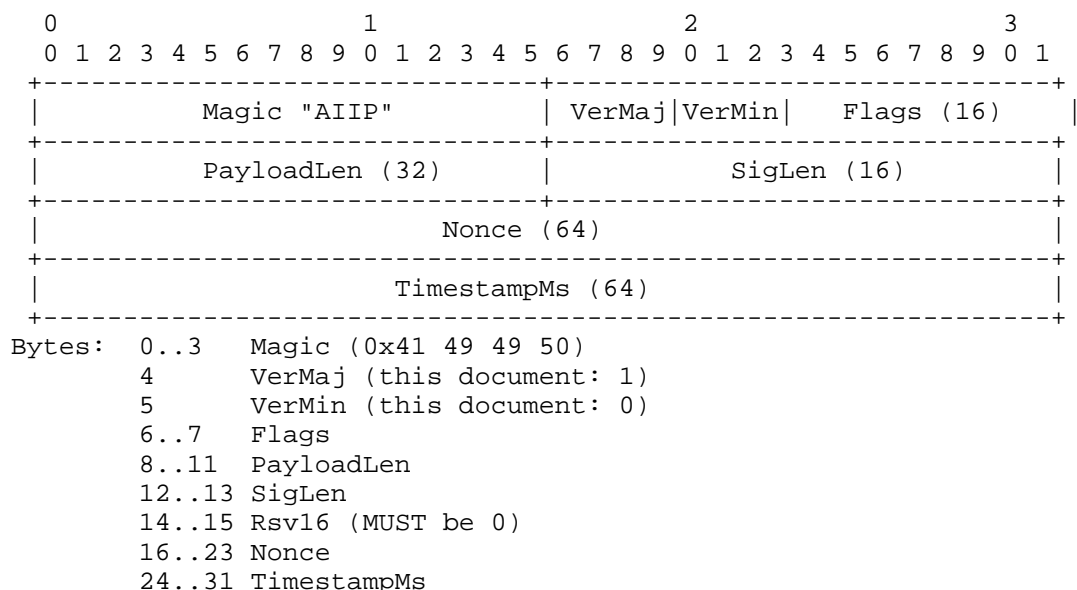 0                   1                   2                   3
 0 1 2 3 4 5 6 7 8 9 0 1 2 3 4 5 6 7 8 9 0 1 2 3 4 5 6 7 8 9 0 1
+-------------------------------+-------------------------------+
|          Magic "AIIP"         | VerMaj|VerMin|   Flags (16)    |
+-------------------------------+-------------------------------+
|          PayloadLen (32)      |           SigLen (16)         |
+-------------------------------+-------------------------------+
|                         Nonce (64)                            |
+---------------------------------------------------------------+
|                      TimestampMs (64)                         |
+---------------------------------------------------------------+
Bytes:  0..3   Magic (0x41 49 49 50)
        4      VerMaj (this document: 1)
        5      VerMin (this document: 0)
        6..7   Flags
        8..11  PayloadLen
        12..13 SigLen
        14..15 Rsv16 (MUST be 0)
        16..23 Nonce
        24..31 TimestampMs